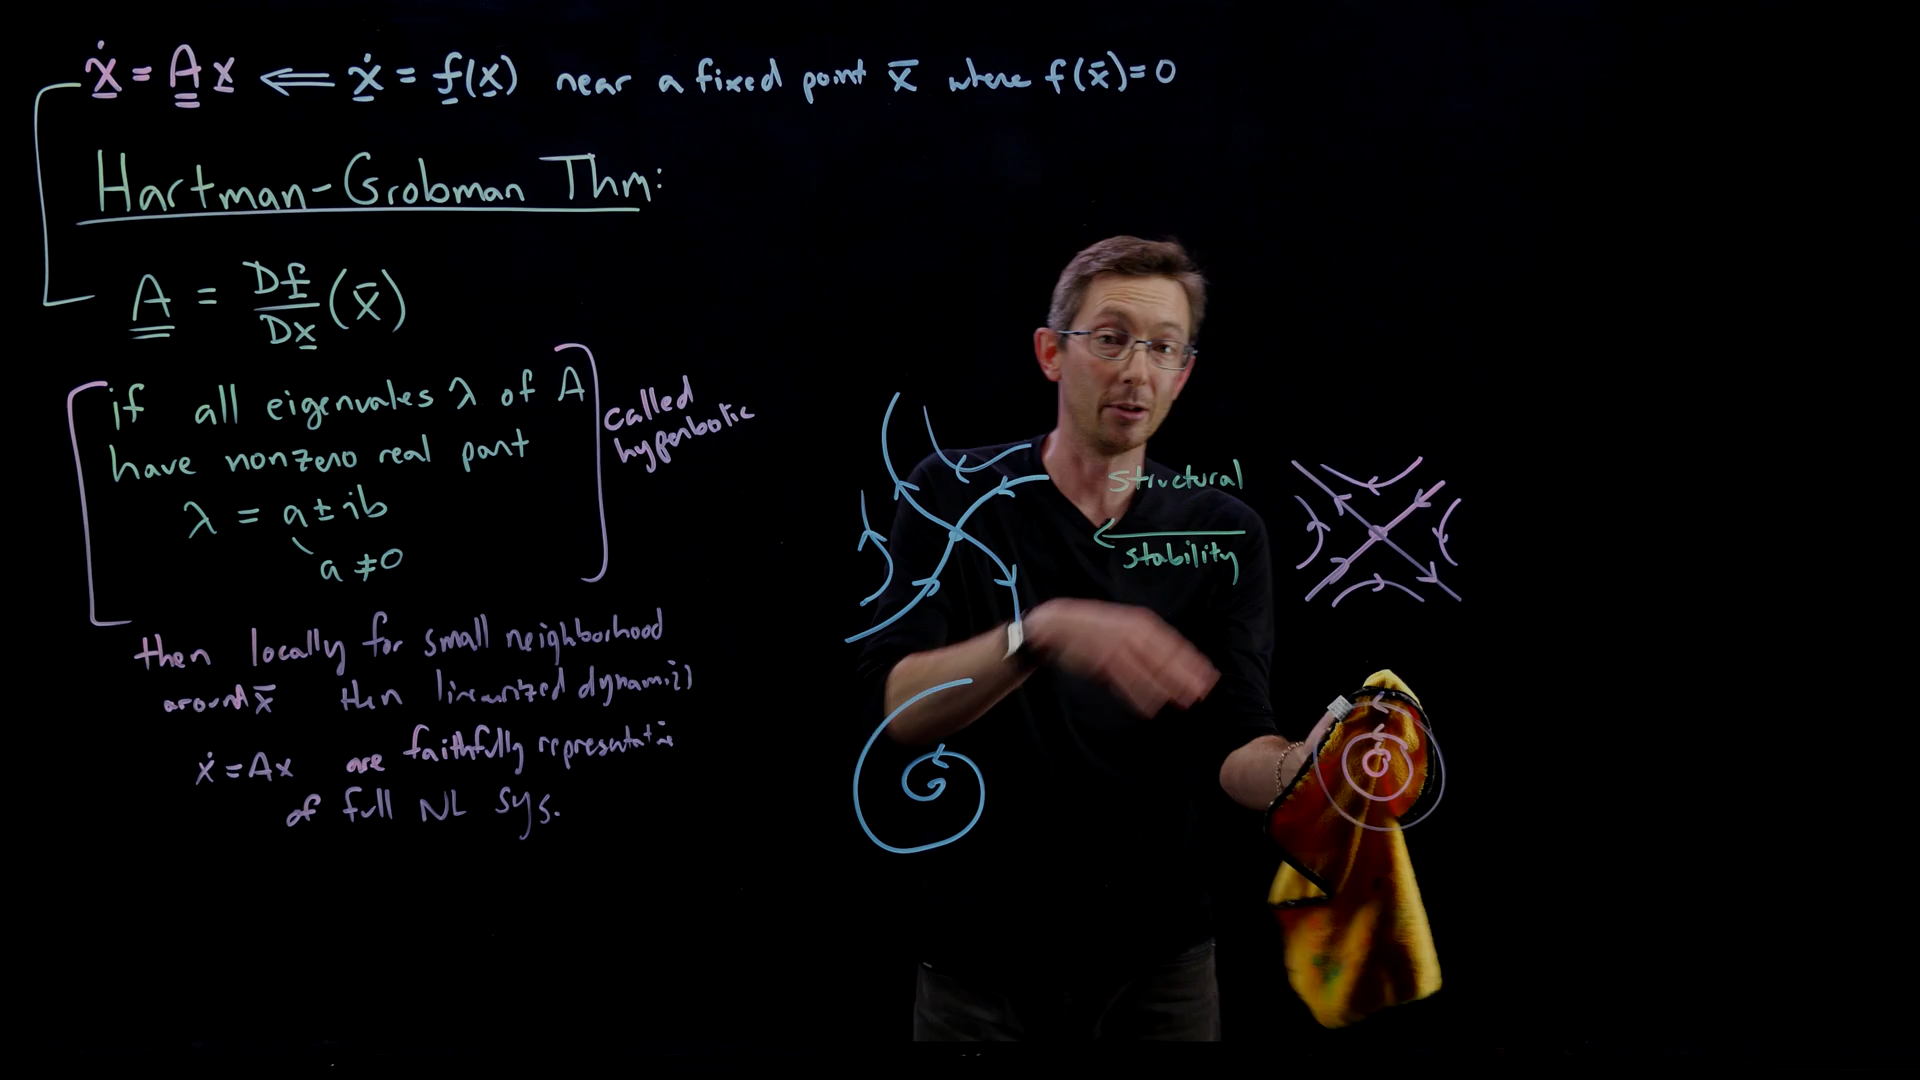 ẋ = A x ⟸ ẋ = f(x) near a fixed point x̄ where f(x̄)=0
Hartman-Grobman Thm:
A = Df/Dx (x̄)
if all eigenvales λ of A
have nonzero real part
λ = a ± ib
a ≠ 0
called
hyperbolic
then locally for small neighborhood
around x̄ then linearized dynamics
ẋ = Ax are faithfully representative
of full NL sys.
structural
stability